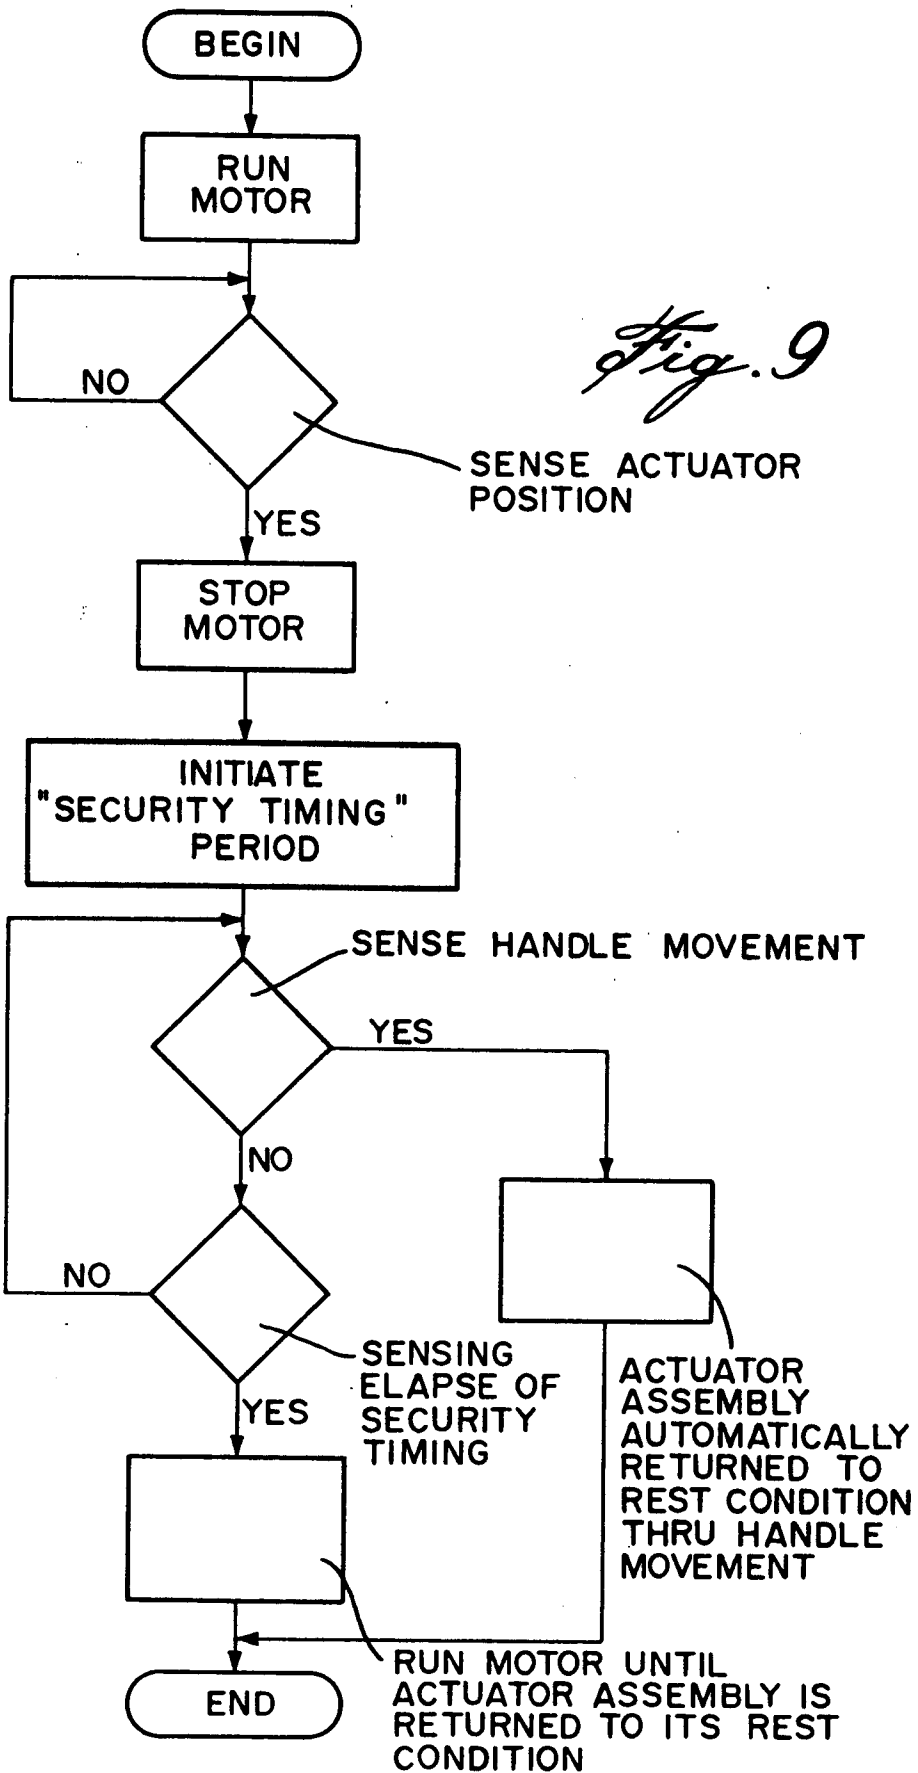 BEGIN
RUN
MOTOR
Fig. 9
NO
SENSE ACTUATOR
POSITION
YES
STOP
MOTOR
INITIATE
"SECURITY TIMING"
PERIOD
SENSE HANDLE MOVEMENT
YES
NO
NO
SENSING
ELAPSE OF
SECURITY
TIMING
ACTUATOR
ASSEMBLY
AUTOMATICALLY
RETURNED TO
REST CONDITION
THRU HANDLE
MOVEMENT
YES
RUN MOTOR UNTIL
ACTUATOR ASSEMBLY IS
RETURNED TO ITS REST
CONDITION
END